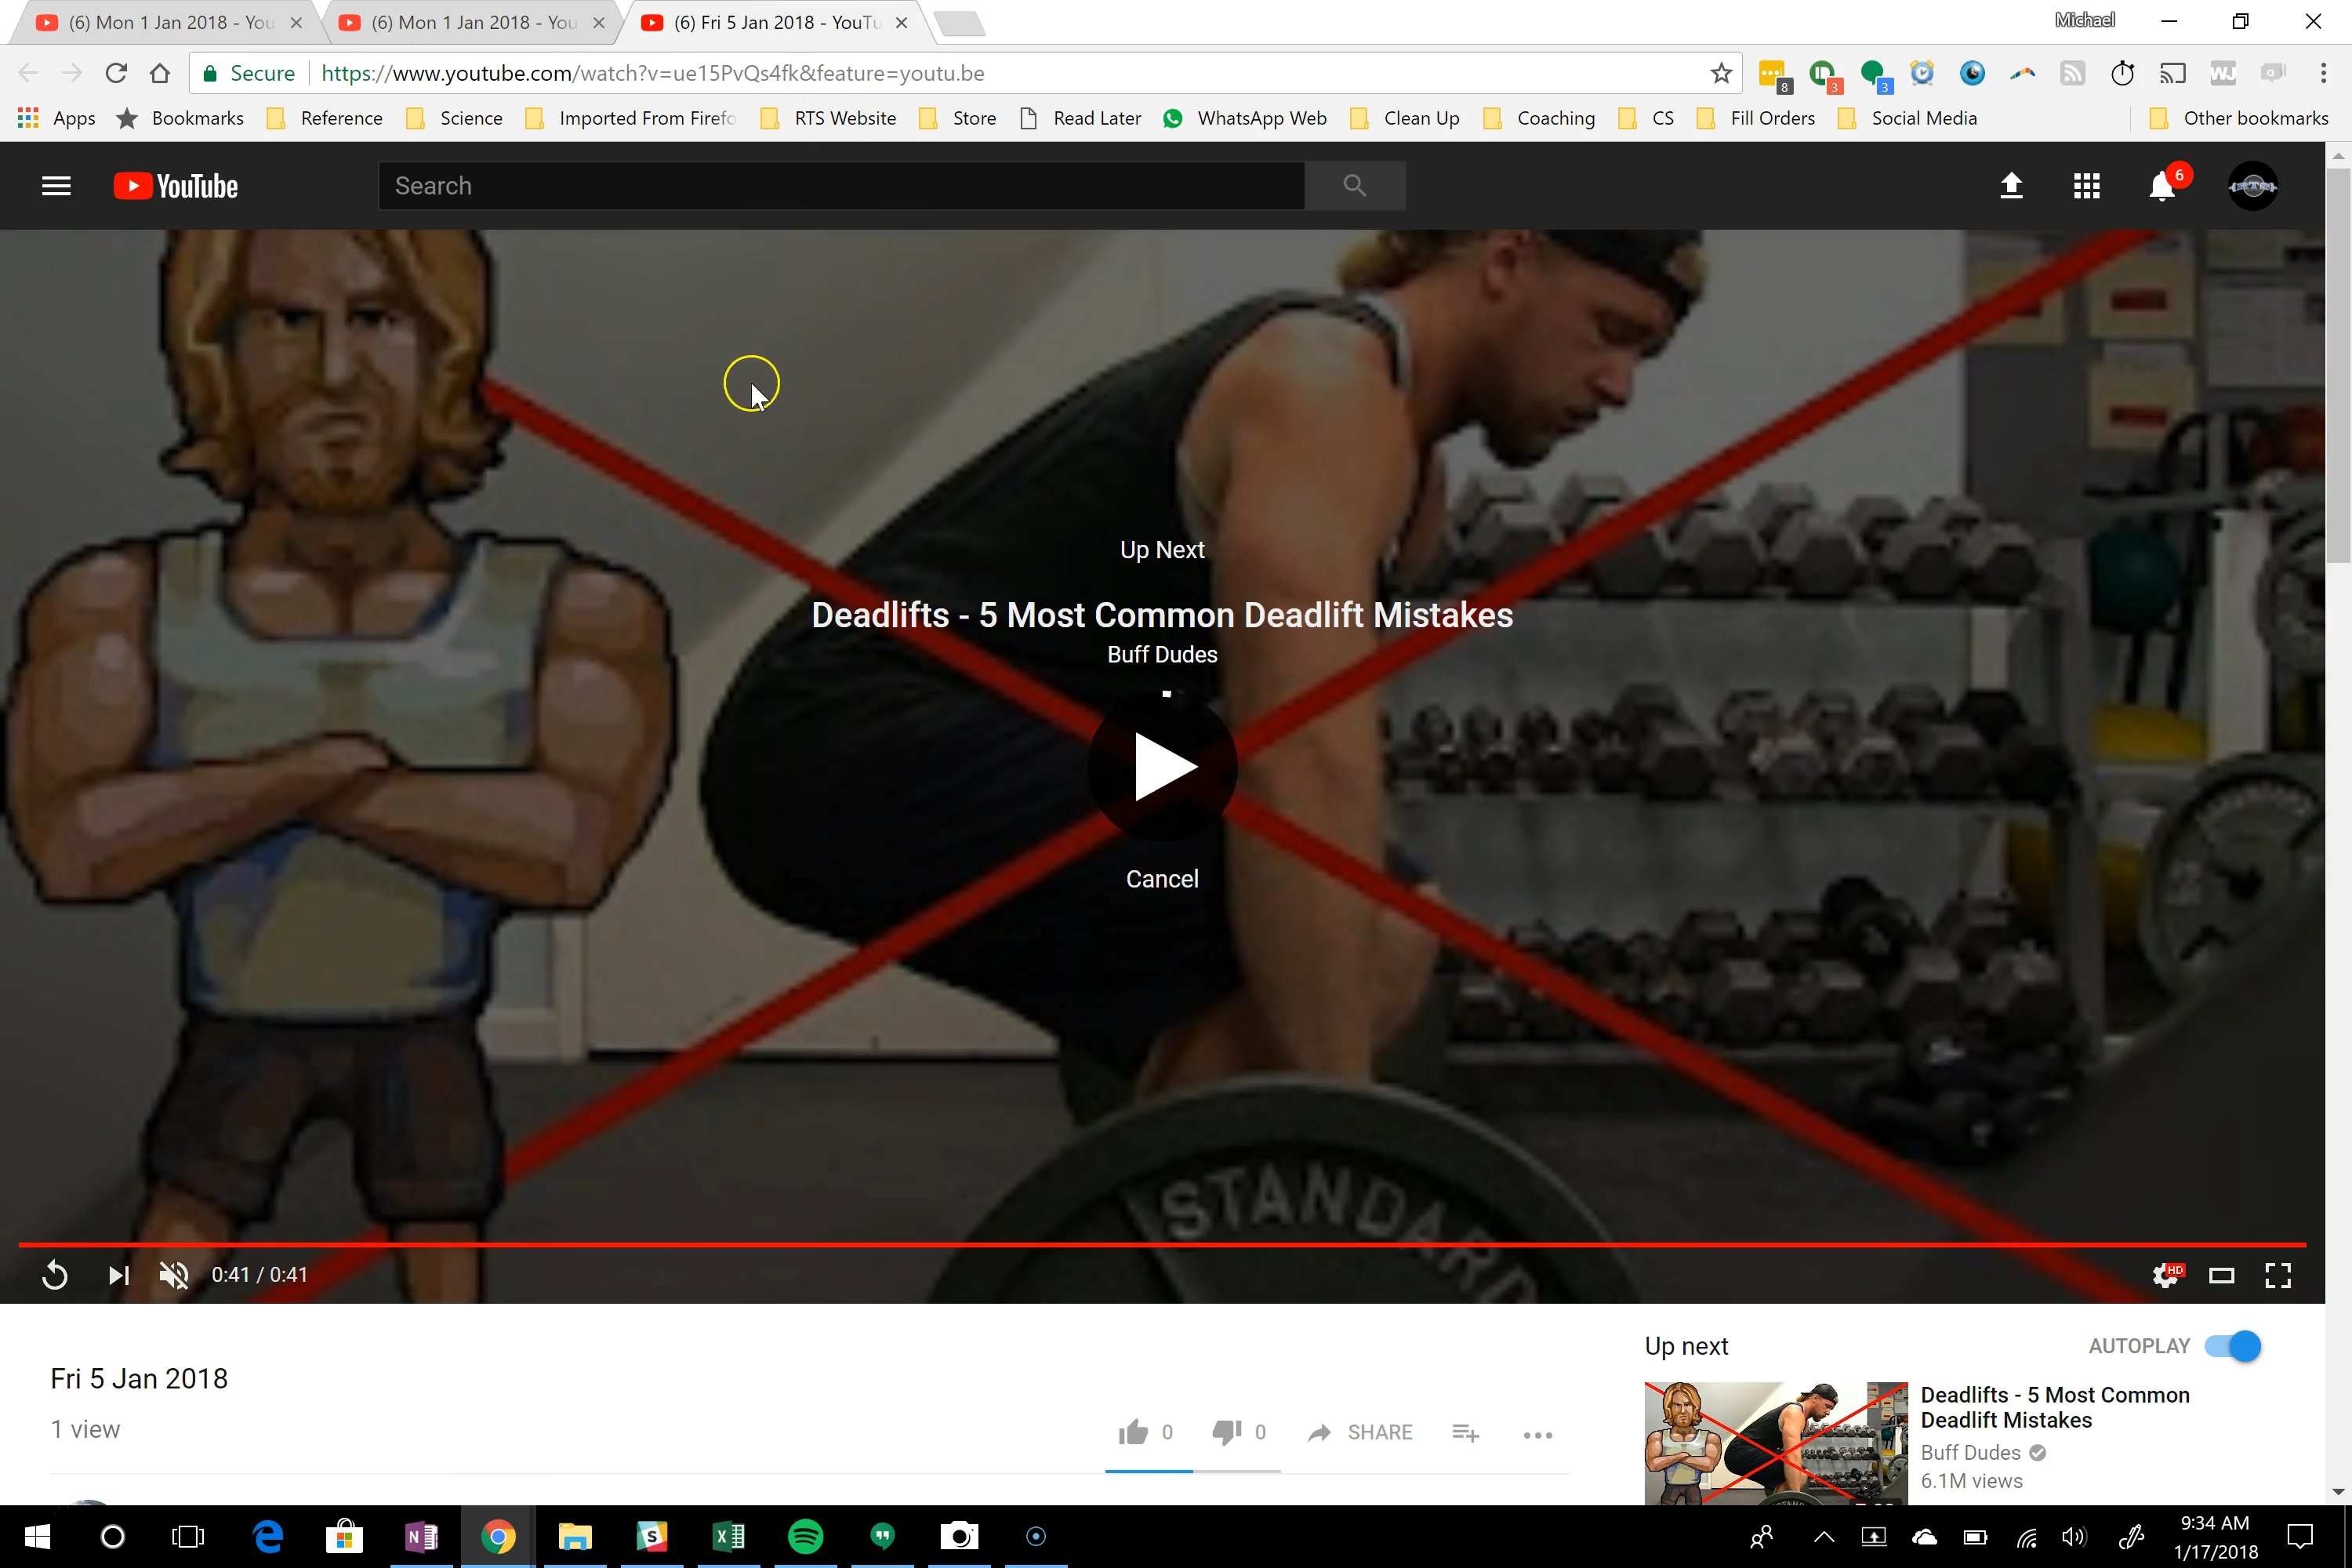 (6) Mon 1 Jan 2018 - You
(6) Mon 1 Jan 2018 - You
(6) Fri 5 Jan 2018 - YouTu
Michael
Secure
https://www.youtube.com/watch?v=ue15PvQs4fk&feature=youtu.be
8
3
3
WJ
a
Apps
Bookmarks
Reference
Science
Imported From Firefo
RTS Website
Store
Read Later
WhatsApp Web
Clean Up
Coaching
CS
Fill Orders
Social Media
Other bookmarks
YouTube
Search
6
Up Next
Deadlifts - 5 Most Common Deadlift Mistakes
Buff Dudes
Cancel
STANDARD
0:41 / 0:41
HD
Fri 5 Jan 2018
1 view
0
0
SHARE
Up next
AUTOPLAY
Deadlifts - 5 Most Common
Deadlift Mistakes
Buff Dudes
6.1M views
9:34 AM
1/17/2018